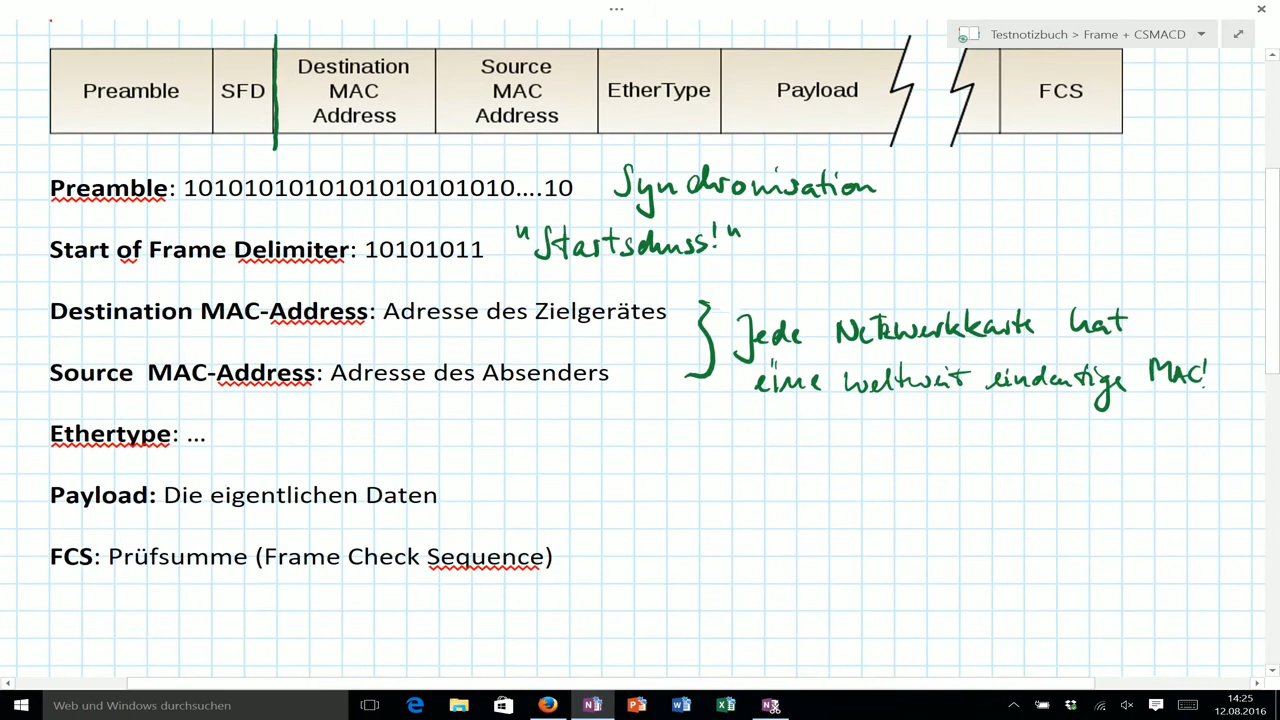 Testnotizbuch > Frame + CSMACD
Preamble SFD Destination MAC Address Source MAC Address EtherType Payload FCS
Preamble: 1010101010101010101010....10 Synchronisation
Start of Frame Delimiter: 10101011 "Startschuss!"
Destination MAC-Address: Adresse des Zielgerätes
Jede Netzwerkkarte hat
Source MAC-Address: Adresse des Absenders
eine weltweit eindeutige MAC!
Ethertype: ...
Payload: Die eigentlichen Daten
FCS: Prüfsumme (Frame Check Sequence)
Web und Windows durchsuchen
14:25
12.08.2016